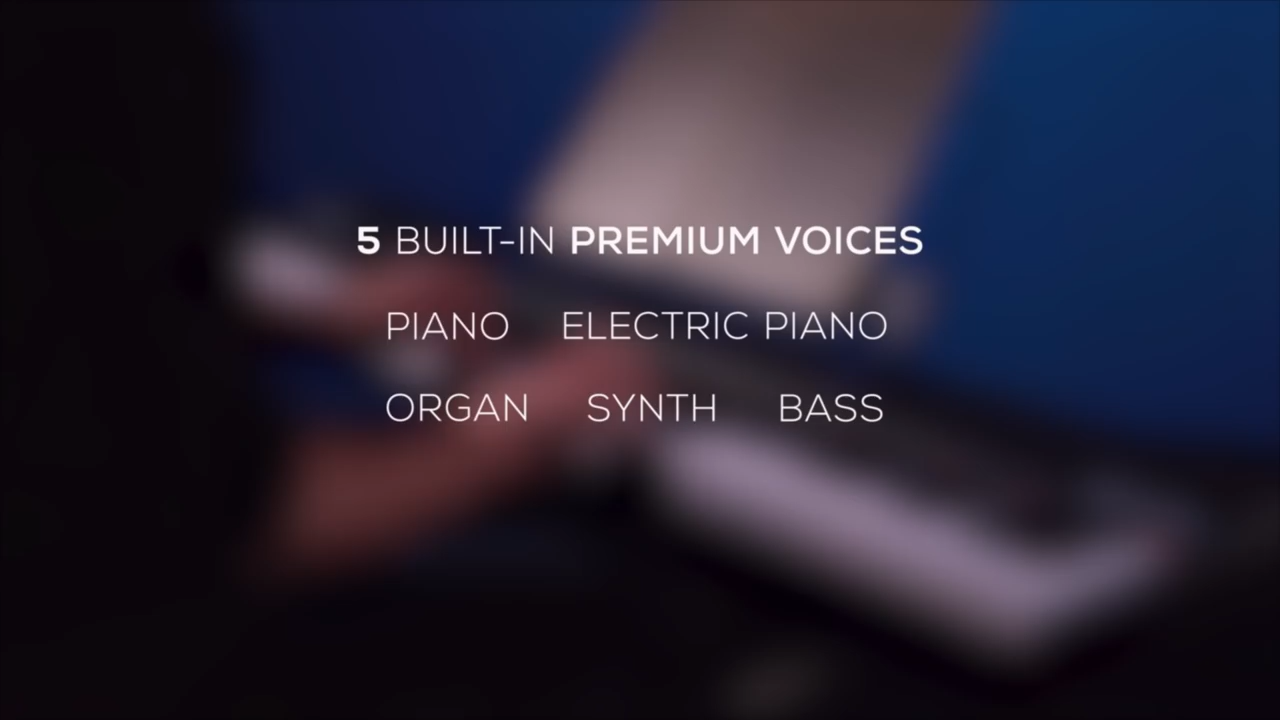 5 BUILT-IN PREMIUM VOICES
PIANO ELECTRIC PIANO
ORGAN SYNTH BASS